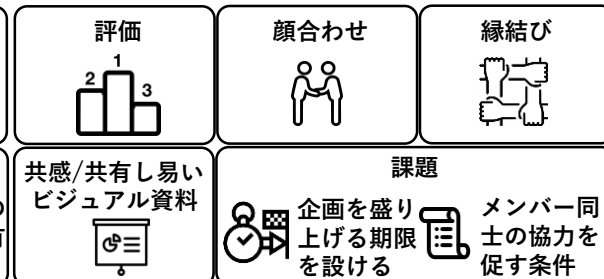 評価
1
2
3
顔合わせ
縁結び
の
共感/共有し易い
ビジュアル資料
課題
企画を盛り
上げる期限
を設ける
メンバー同
士の協力を
促す条件